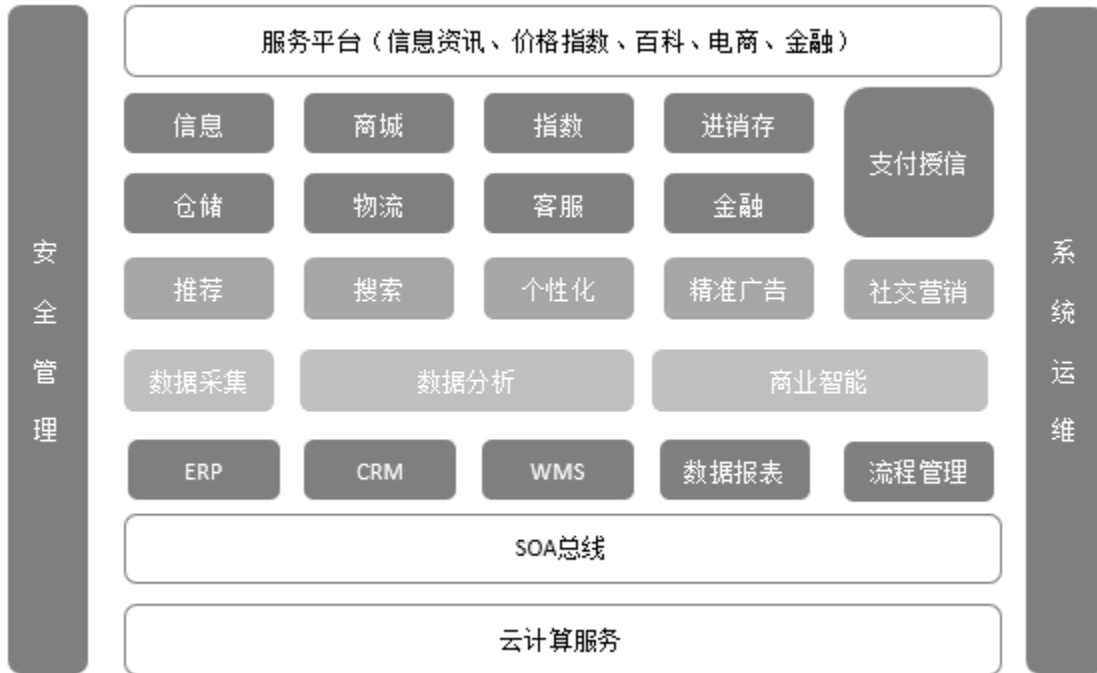 服务平台（信息资讯、价格指数、百科、电商、金融）
信息
商城
指数
进销存
支付授信
仓储
物流
客服
金融
推荐
搜索
个性化
精准广告
社交营销
数据采集
数据分析
商业智能
ERP
CRM
WMS
数据报表
流程管理
SOA总线
云计算服务
安全管理
系统运维